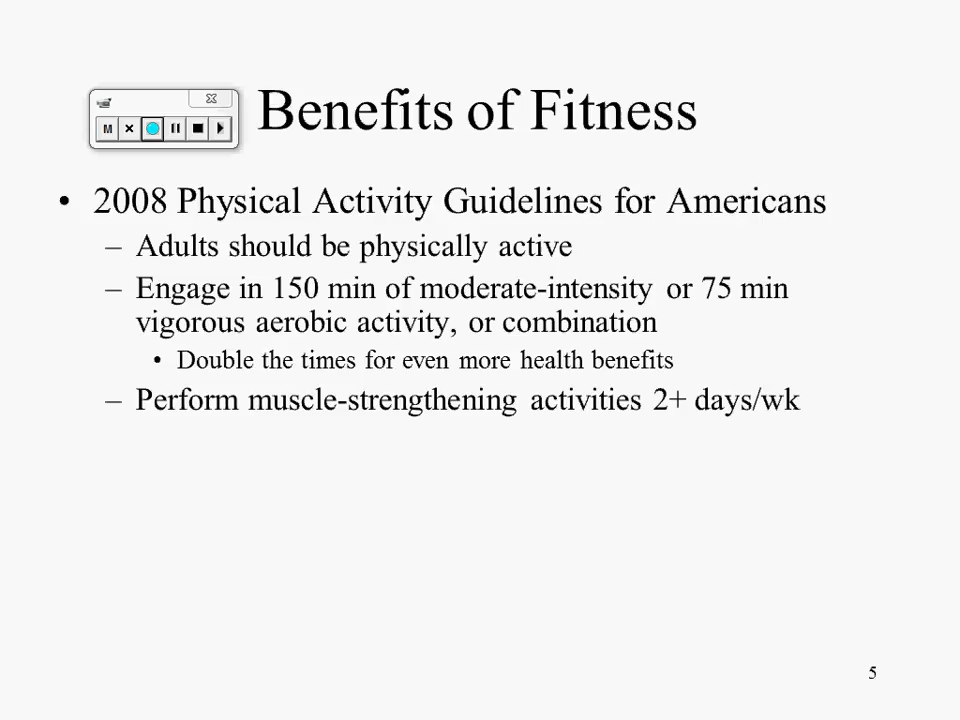 Benefits of Fitness
M
• 2008 Physical Activity Guidelines for Americans
– Adults should be physically active
– Engage in 150 min of moderate-intensity or 75 min
vigorous aerobic activity, or combination
• Double the times for even more health benefits
– Perform muscle-strengthening activities 2+ days/wk
5